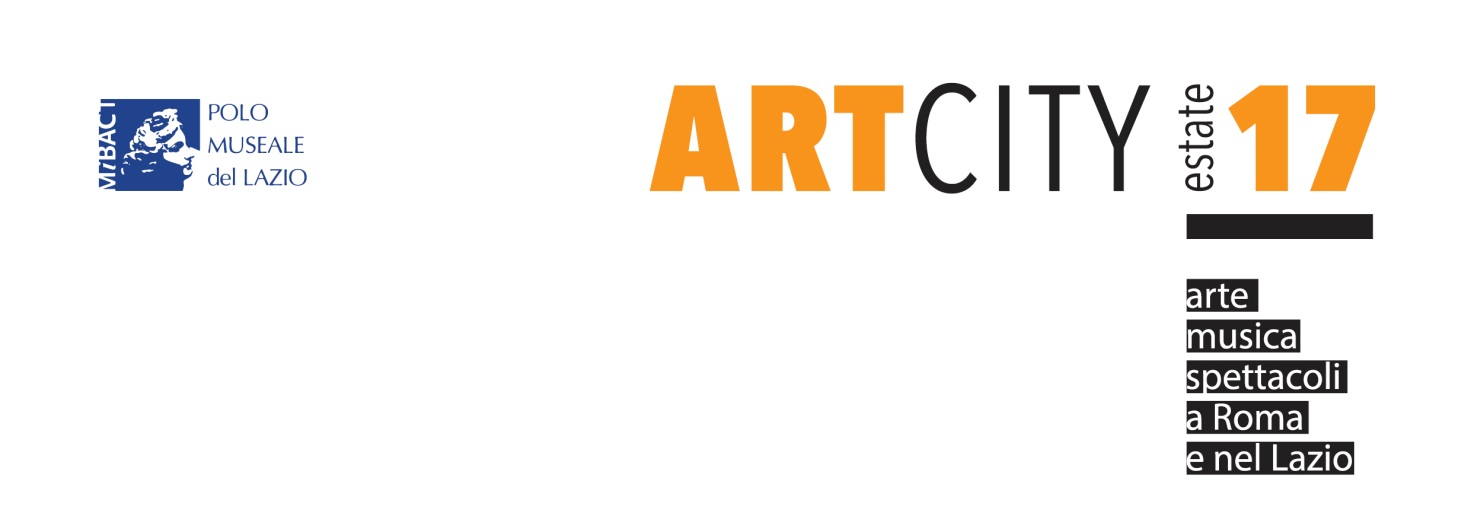 MiBACT
POLO
MUSEALE
del LAZIO
ARTCITY estate 17
arte
musica
spettacoli
a Roma
e nel Lazio